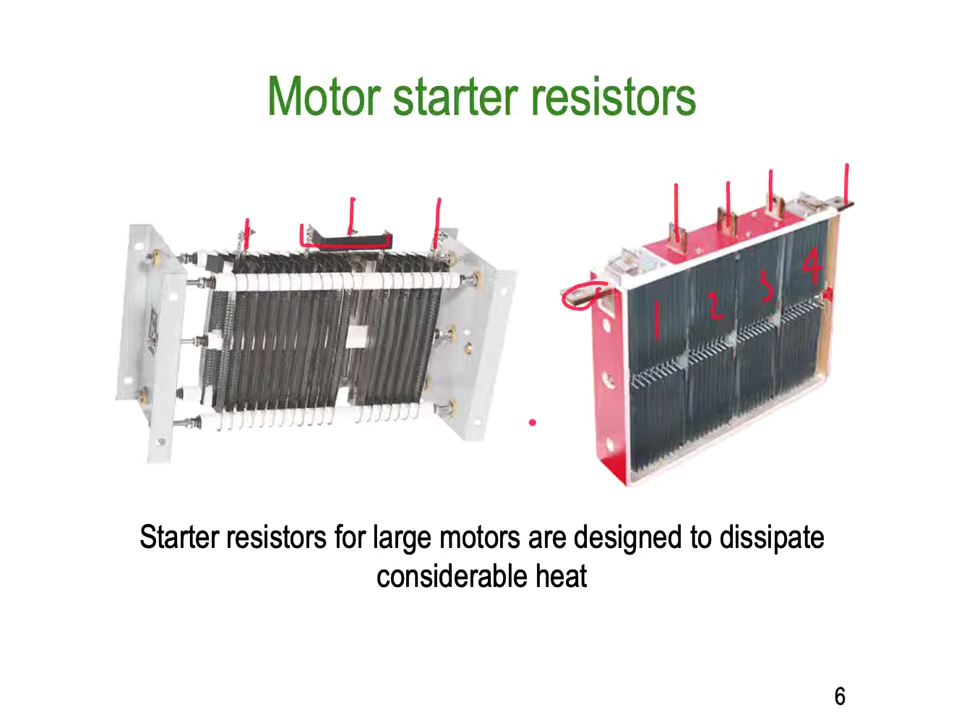 Motor starter resistors
1 2 3 4
Starter resistors for large motors are designed to dissipate
considerable heat
6